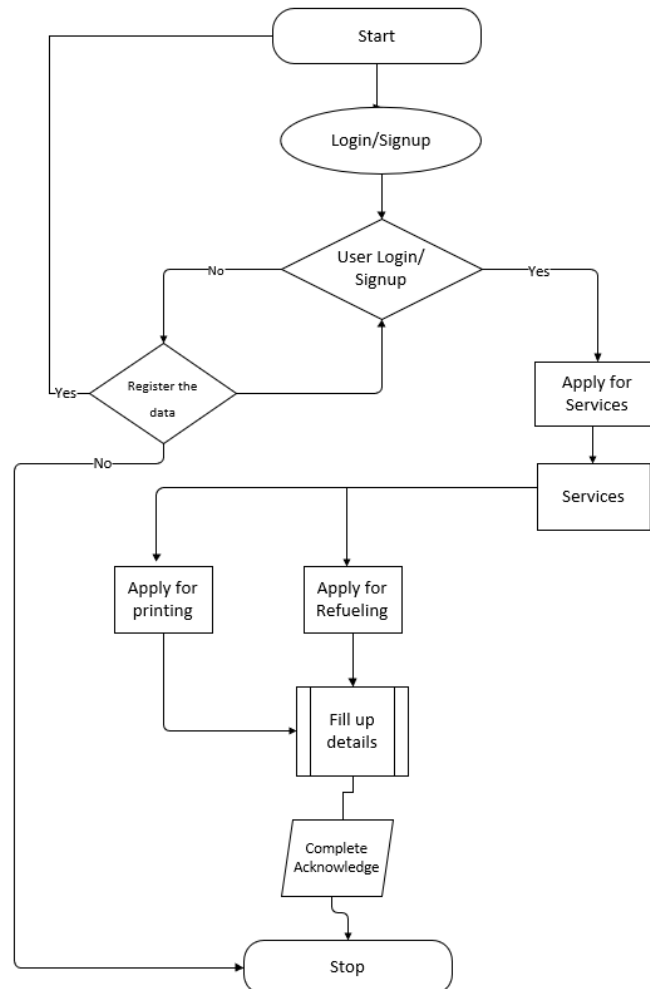 Start
Login/Signup
User Login/
Signup
No
Yes
Register the
data
Yes
No
Apply for
Services
Services
Apply for
printing
Apply for
Refueling
Fill up
details
Complete
Acknowledge
Stop